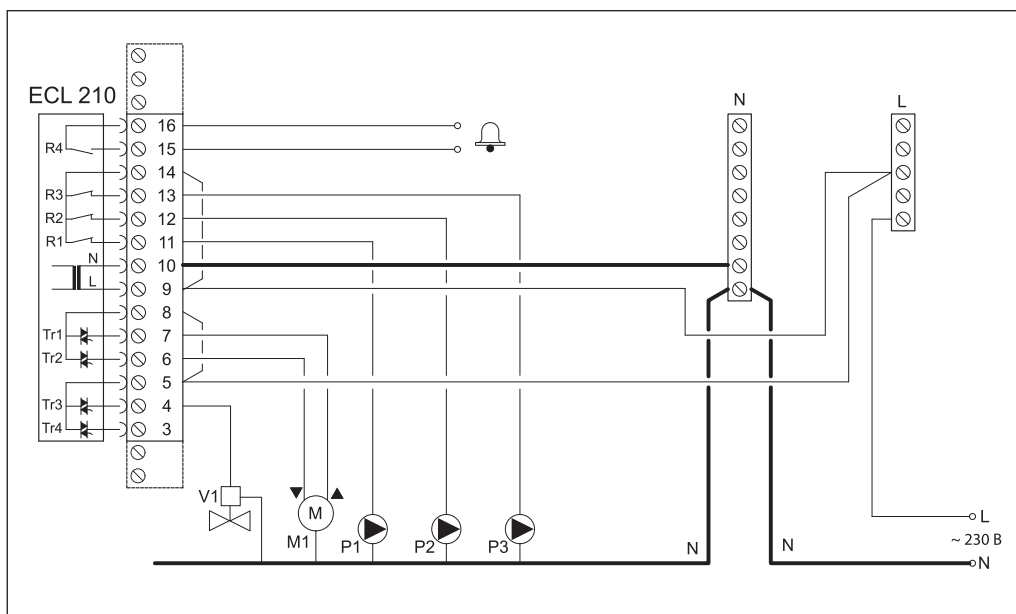 ECL 210
N
L
16
R4
15
14
R3
13
R2
12
R1
11
N
10
L
9
8
Tr1
7
Tr2
6
5
Tr3
4
Tr4
3
V1
M
M1
P1
P2
P3
N
N
L
~ 230 В
N